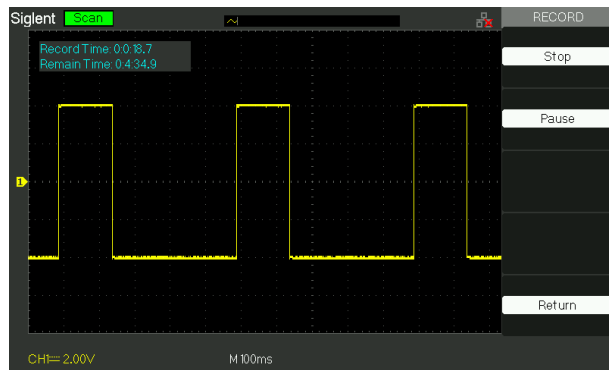 Siglent Scan RECORD
Record Time: 0:0:18.7
Remain Time: 0:4:34.9
Stop
Pause
1
Return
CH1 2.00V M 100ms